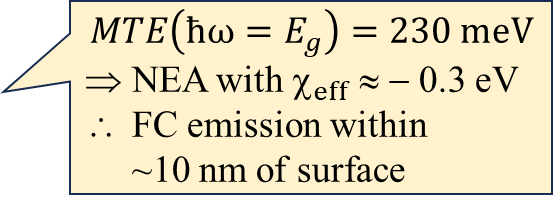 MTE(ħω = E_g) = 230 meV
⇒ NEA with χ_eff ≈ − 0.3 eV
∴ FC emission within
~10 nm of surface